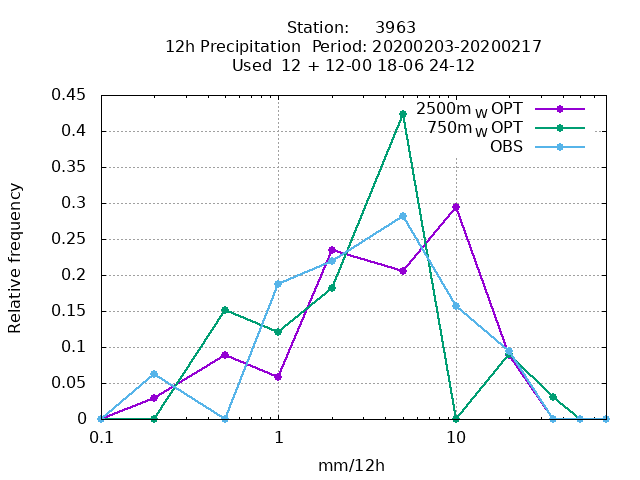 Station: 3963
12h Precipitation Period: 20200203-20200217
Used 12 + 12-00 18-06 24-12
2500m W OPT
750m W OPT
OBS
Relative frequency
0.45
0.4
0.35
0.3
0.25
0.2
0.15
0.1
0.05
0
0.1 1 10
mm/12h